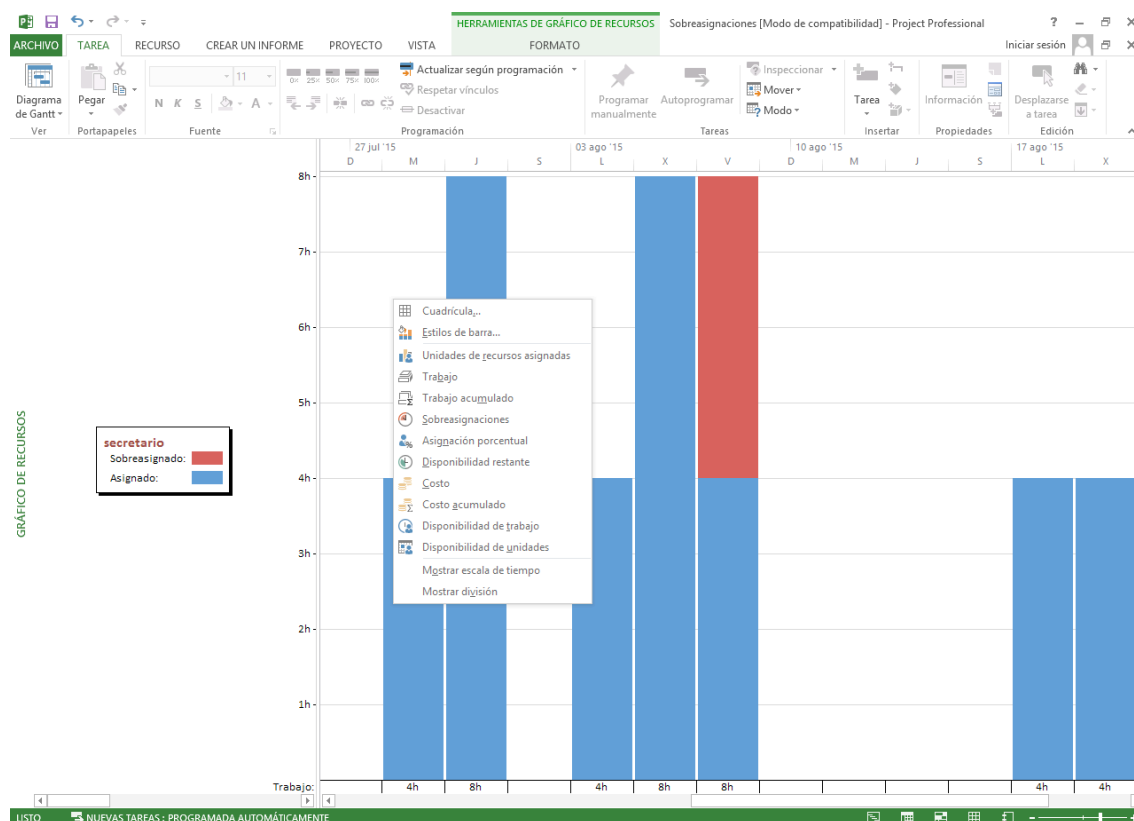 HERRAMIENTAS DE GRÁFICO DE RECURSOS Sobreasignaciones [Modo de compatibilidad] - Project Professional
ARCHIVO TAREA RECURSO CREAR UN INFORME PROYECTO VISTA FORMATO Iniciar sesión
Diagrama de Gantt
Ver
Pegar
Portapapeles
11
N K S A
Fuente
0% 25% 50% 75% 100%
Actualizar según programación
Respetar vínculos
Desactivar
Programación
Programar manualmente
Autoprogramar
Inspeccionar
Mover
Modo
Tareas
Tarea
Insertar
Información
Propiedades
Desplazarse a tarea
Edición
27 jul '15 03 ago '15 10 ago '15 17 ago '15
D M J S L X V D M J S L X
8h
7h
6h
5h
4h
3h
2h
1h
GRÁFICO DE RECURSOS
secretario
Sobreasignado:
Asignado:
Cuadrícula...
Estilos de barra...
Unidades de recursos asignadas
Trabajo
Trabajo acumulado
Sobreasignaciones
Asignación porcentual
Disponibilidad restante
Costo
Costo acumulado
Disponibilidad de trabajo
Disponibilidad de unidades
Mostrar escala de tiempo
Mostrar división
Trabajo: 4h 8h 4h 8h 8h 4h 4h
LISTO NUEVAS TAREAS : PROGRAMADA AUTOMÁTICAMENTE